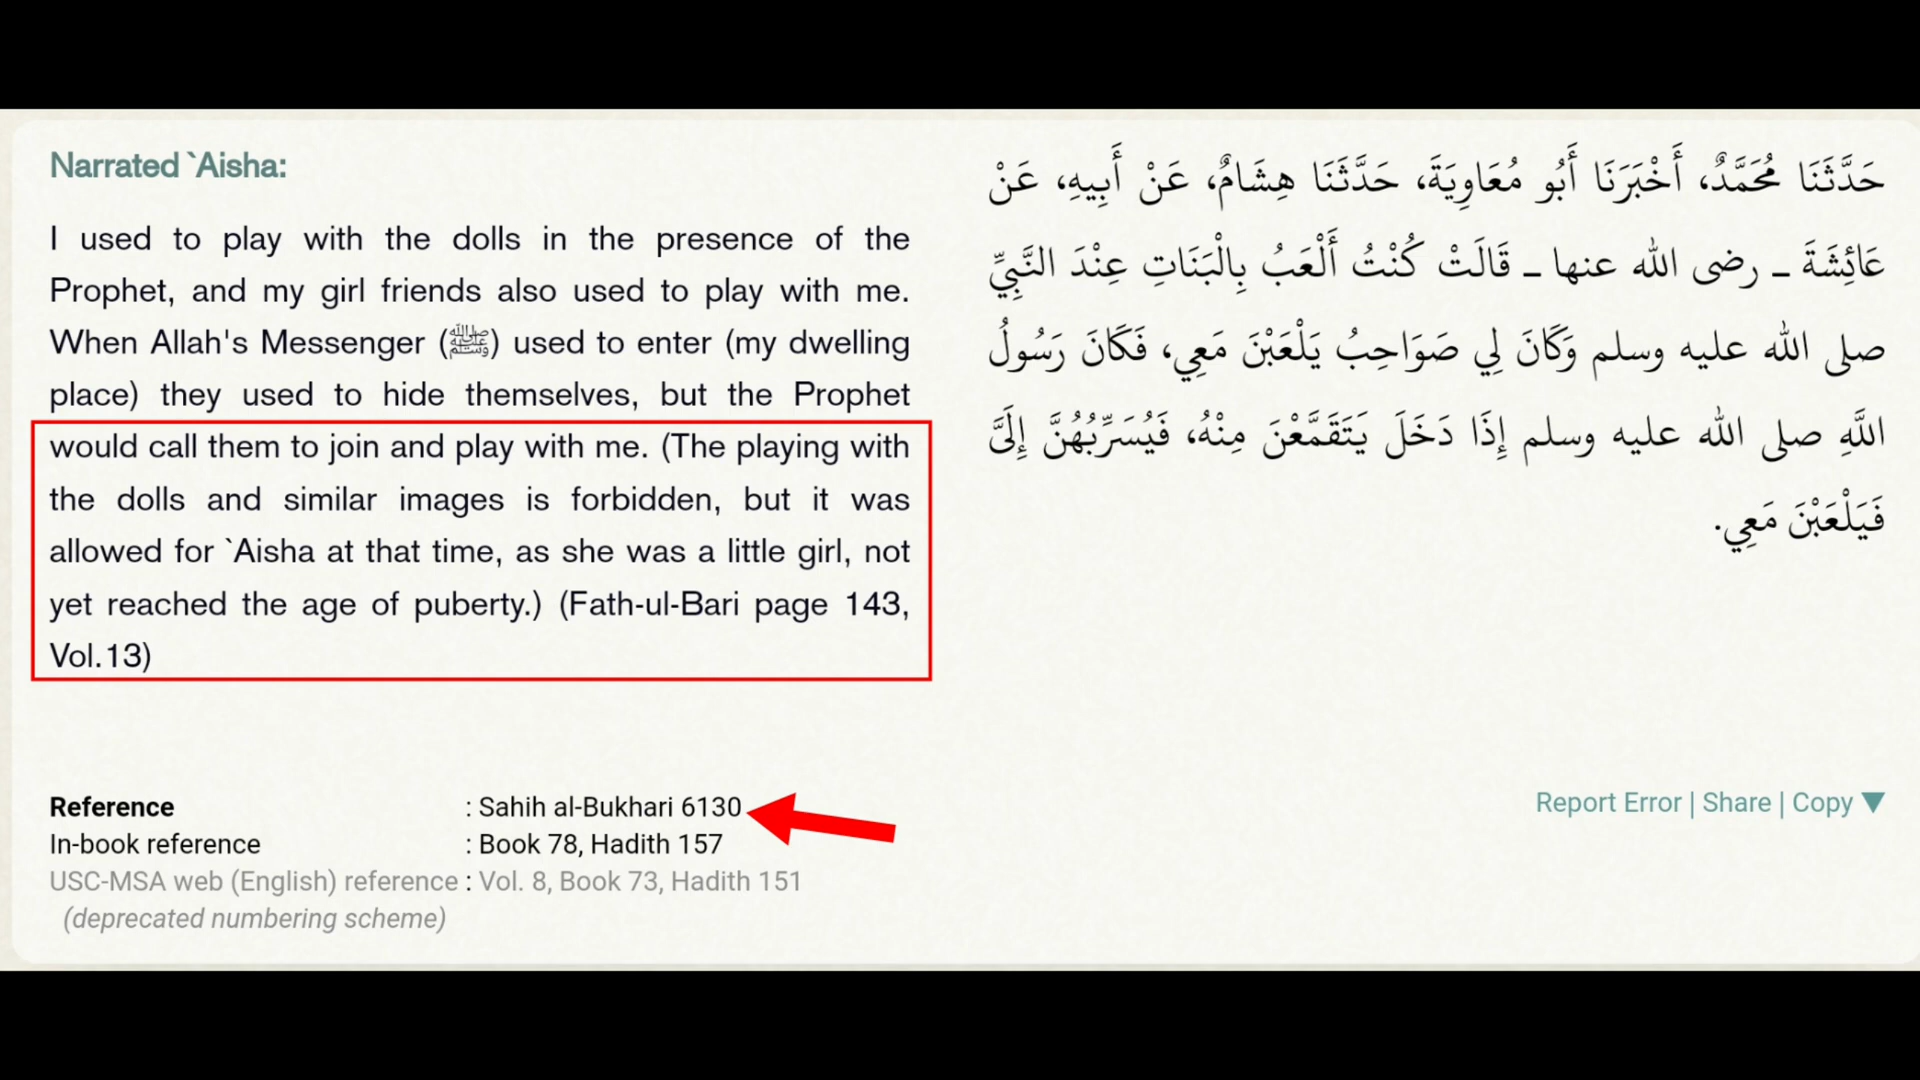 Narrated `Aisha:
I used to play with the dolls in the presence of the
Prophet, and my girl friends also used to play with me.
When Allah's Messenger (ﷺ) used to enter (my dwelling
place) they used to hide themselves, but the Prophet
would call them to join and play with me. (The playing with
the dolls and similar images is forbidden, but it was
allowed for `Aisha at that time, as she was a little girl, not
yet reached the age of puberty.) (Fath-ul-Bari page 143,
Vol.13)
حَدَّثَنَا مُحَمَّدٌ، أَخْبَرَنَا أَبُو مُعَاوِيَةَ، حَدَّثَنَا هِشَامٌ، عَنْ أَبِيهِ، عَنْ
عَائِشَةَ ـ رضى الله عنها ـ قَالَتْ كُنْتُ أَلْعَبُ بِالْبَنَاتِ عِنْدَ النَّبِيِّ
صلى الله عليه وسلم وَكَانَ لِي صَوَاحِبُ يَلْعَبْنَ مَعِي، فَكَانَ رَسُولُ
اللَّهِ صلى الله عليه وسلم إِذَا دَخَلَ يَتَقَمَّعْنَ مِنْهُ، فَيُسَرِّبُهُنَّ إِلَىَّ
فَيَلْعَبْنَ مَعِي.
Reference : Sahih al-Bukhari 6130
In-book reference : Book 78, Hadith 157
USC-MSA web (English) reference : Vol. 8, Book 73, Hadith 151
(deprecated numbering scheme)
Report Error | Share | Copy ▼